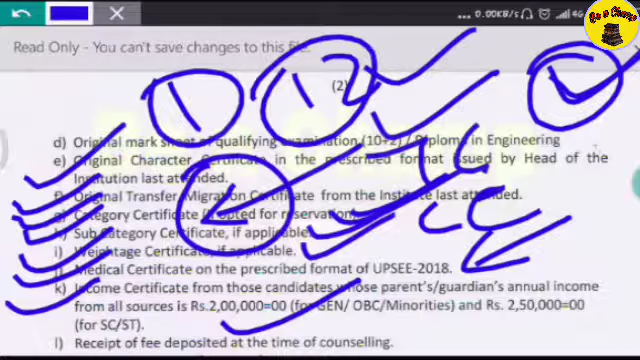 0.00KB/S 4G
Be a Champ
Read Only - You can't save changes to this file.
(2)
d) Original mark sheet of qualifying examination (10+2) / Diploma in Engineering
e) Original Character Certificate in the prescribed format issued by Head of the
Institution last attended.
f) Original Transfer Migration Certificate from the Institute last attended.
g) Category Certificate if opted for reservation.
h) Sub Category Certificate, if applicable.
i) Weightage Certificate, if applicable.
j) Medical Certificate on the prescribed format of UPSEE-2018.
k) Income Certificate from those candidates whose parent's/guardian's annual income
from all sources is Rs.2,00,000=00 (for GEN/ OBC/Minorities) and Rs. 2,50,000=00
(for SC/ST).
l) Receipt of fee deposited at the time of counselling.